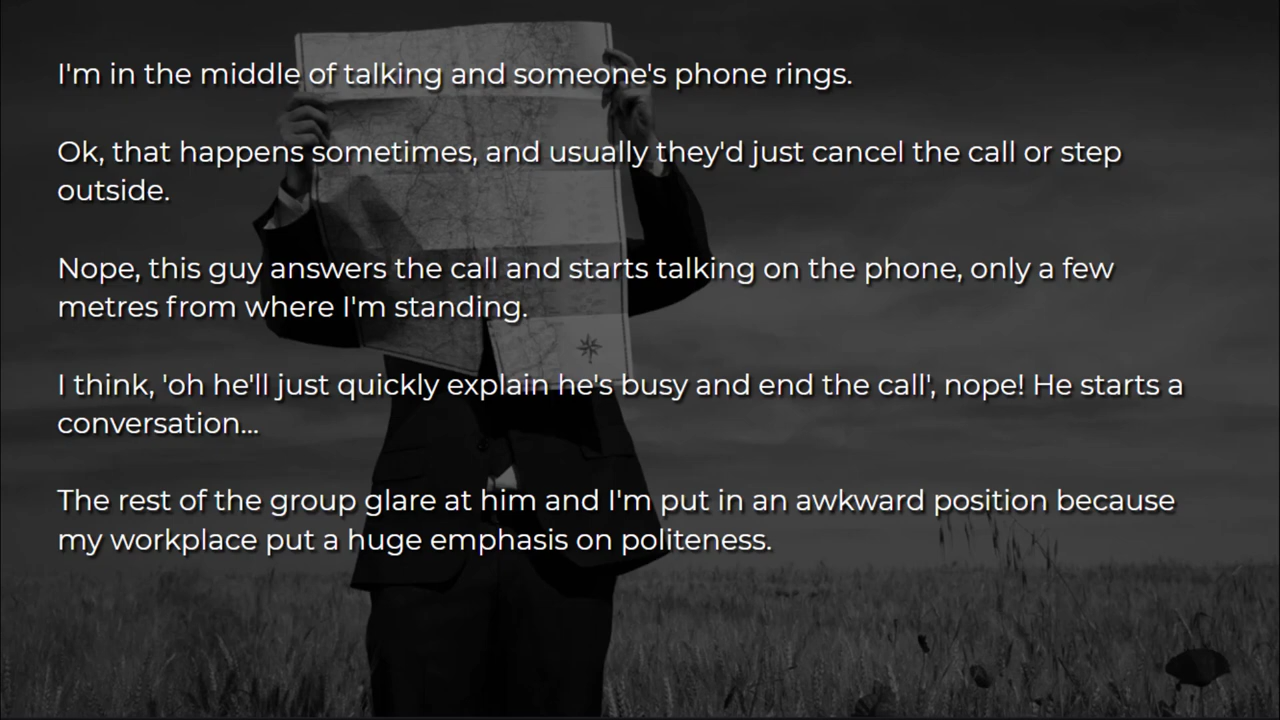 I'm in the middle of talking and someone's phone rings.
Ok, that happens sometimes, and usually they'd just cancel the call or step
outside.
Nope, this guy answers the call and starts talking on the phone, only a few
metres from where I'm standing.
I think, 'oh he'll just quickly explain he's busy and end the call', nope! He starts a
conversation...
The rest of the group glare at him and I'm put in an awkward position because
my workplace put a huge emphasis on politeness.